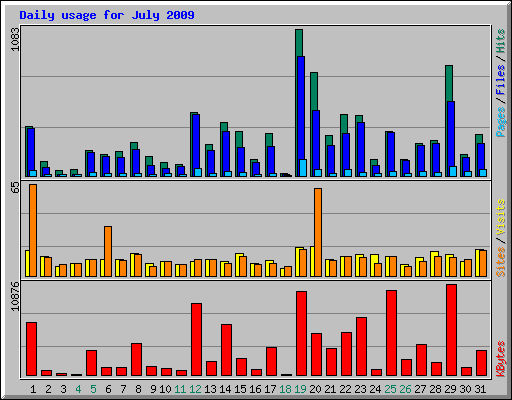 Daily usage for July 2009
1083
Pages / Files / Hits
65
Sites / Visits
10876
KBytes
1 2 3 4 5 6 7 8 9 10 11 12 13 14 15 16 17 18 19 20 21 22 23 24 25 26 27 28 29 30 31